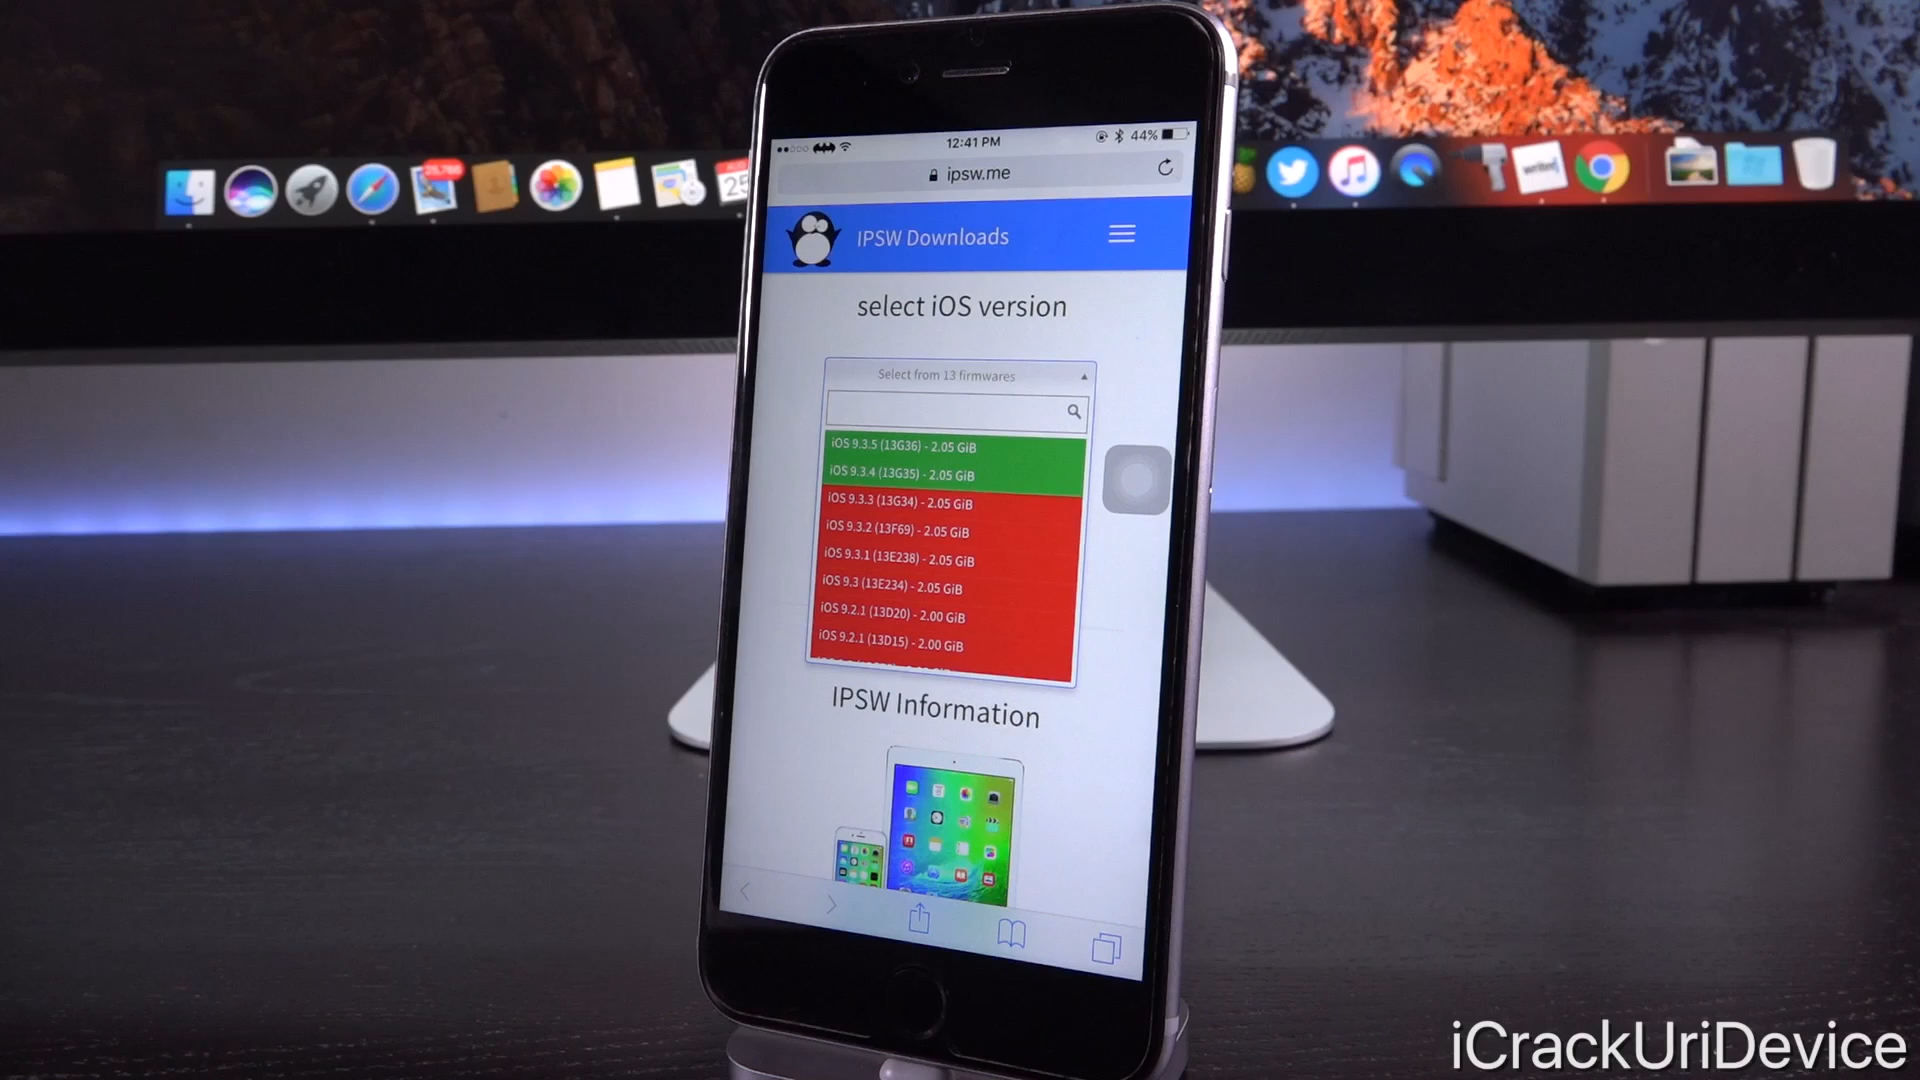 12:41 PM
44%
ipsw.me
IPSW Downloads
select iOS version
Select from 13 firmwares
iOS 9.3.5 (13G36) - 2.05 GiB
iOS 9.3.4 (13G35) - 2.05 GiB
iOS 9.3.3 (13G34) - 2.05 GiB
iOS 9.3.2 (13F69) - 2.05 GiB
iOS 9.3.1 (13E238) - 2.05 GiB
iOS 9.3 (13E234) - 2.05 GiB
iOS 9.2.1 (13D20) - 2.00 GiB
iOS 9.2.1 (13D15) - 2.00 GiB
IPSW Information
25
writer
iCrackUriDevice